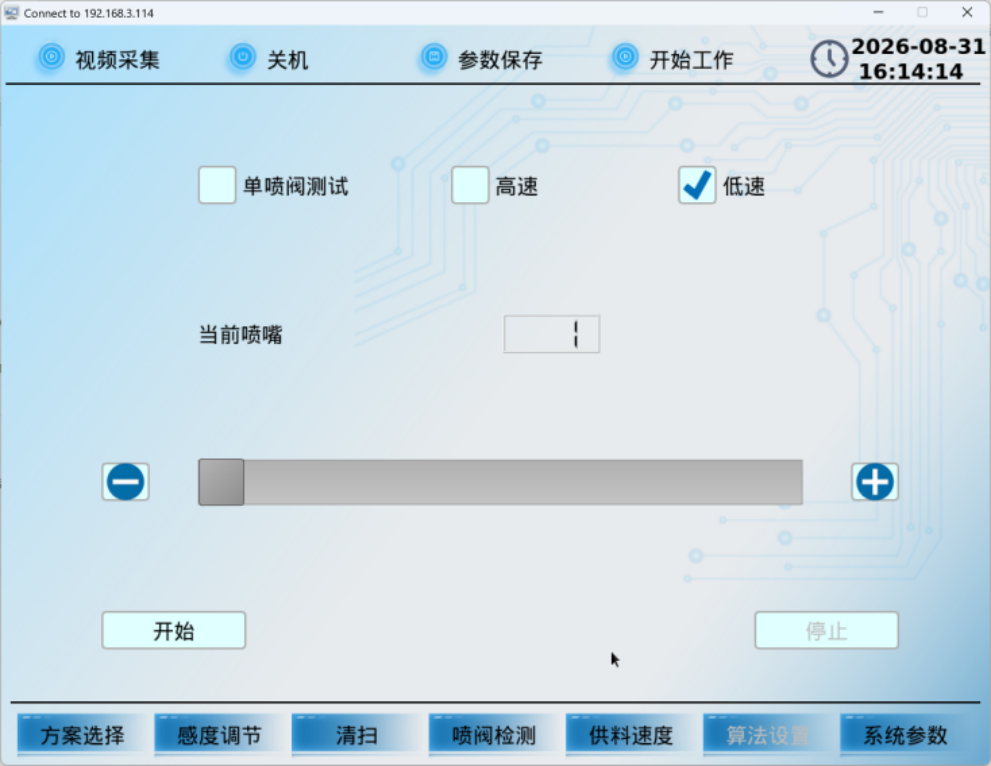 Connect to 192.168.3.114
视频采集 关机 参数保存 开始工作 2026-08-31
16:14:14
单喷阀测试 高速 低速
当前喷嘴 1
开始 停止
方案选择 感度调节 清扫 喷阀检测 供料速度 算法设置 系统参数